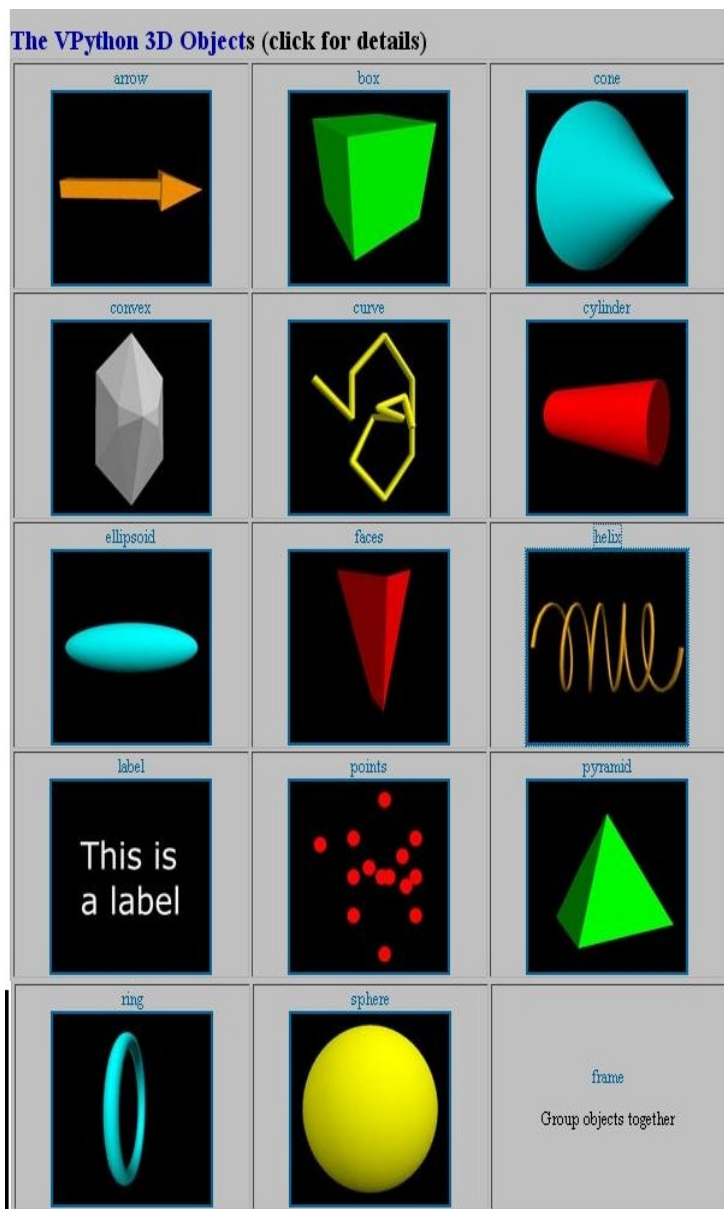 The VPython 3D Objects (click for details)
arrow
box
cone
convex
curve
cylinder
ellipsoid
faces
helix
label
points
pyramid
This is
a label
ring
sphere
frame
Group objects together